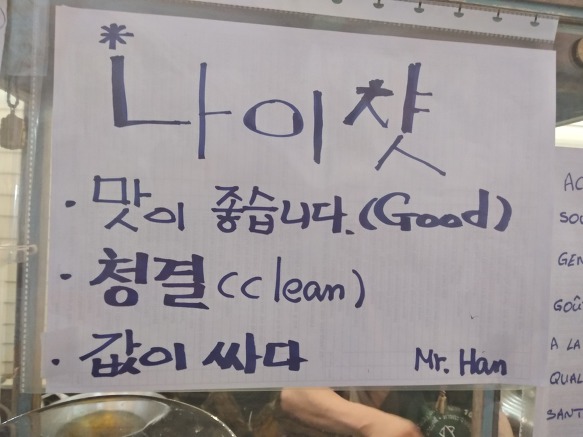 * 나이챳
· 맛이 좋습니다. (Good)
· 청결 (clean)
· 값이 싸다
Mr. Han
AC
SOU
GEN
GOÛ
A LA
QUAL
SANT